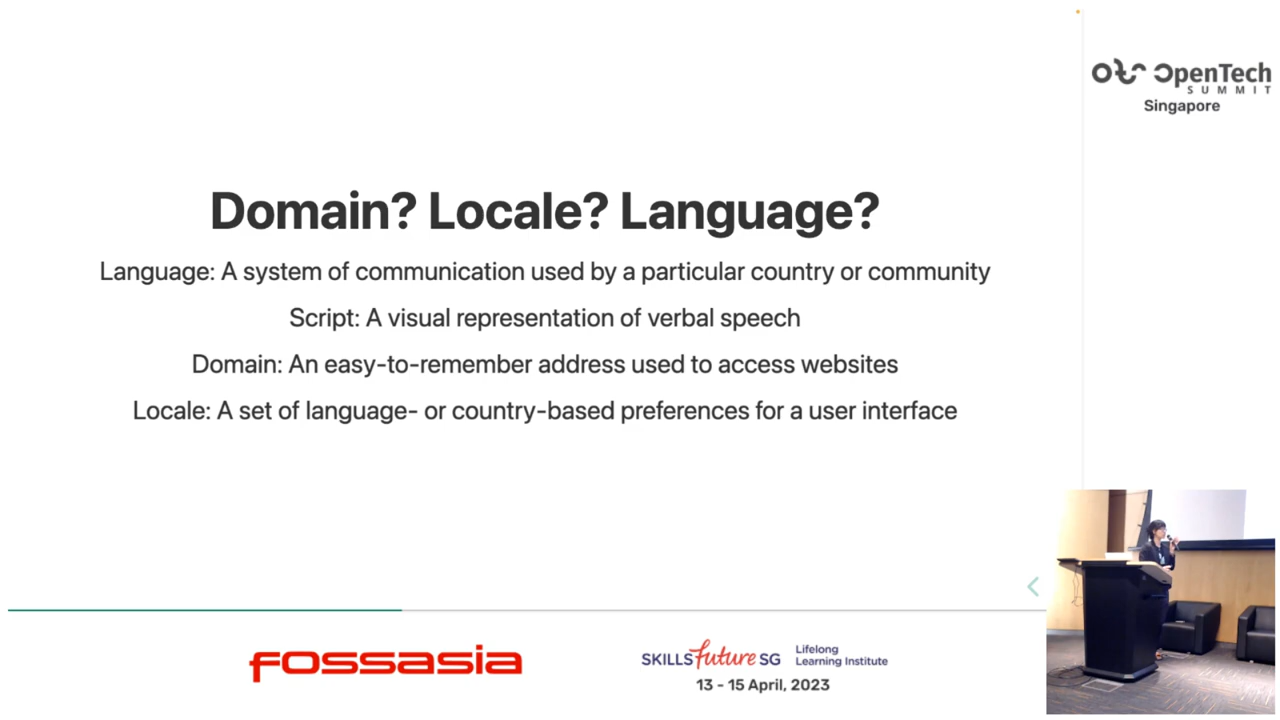 OpenTech
SUMMIT
Singapore
Domain? Locale? Language?
Language: A system of communication used by a particular country or community
Script: A visual representation of verbal speech
Domain: An easy-to-remember address used to access websites
Locale: A set of language- or country-based preferences for a user interface
fossasia
SKILLSfuture SG
Lifelong
Learning Institute
13 - 15 April, 2023